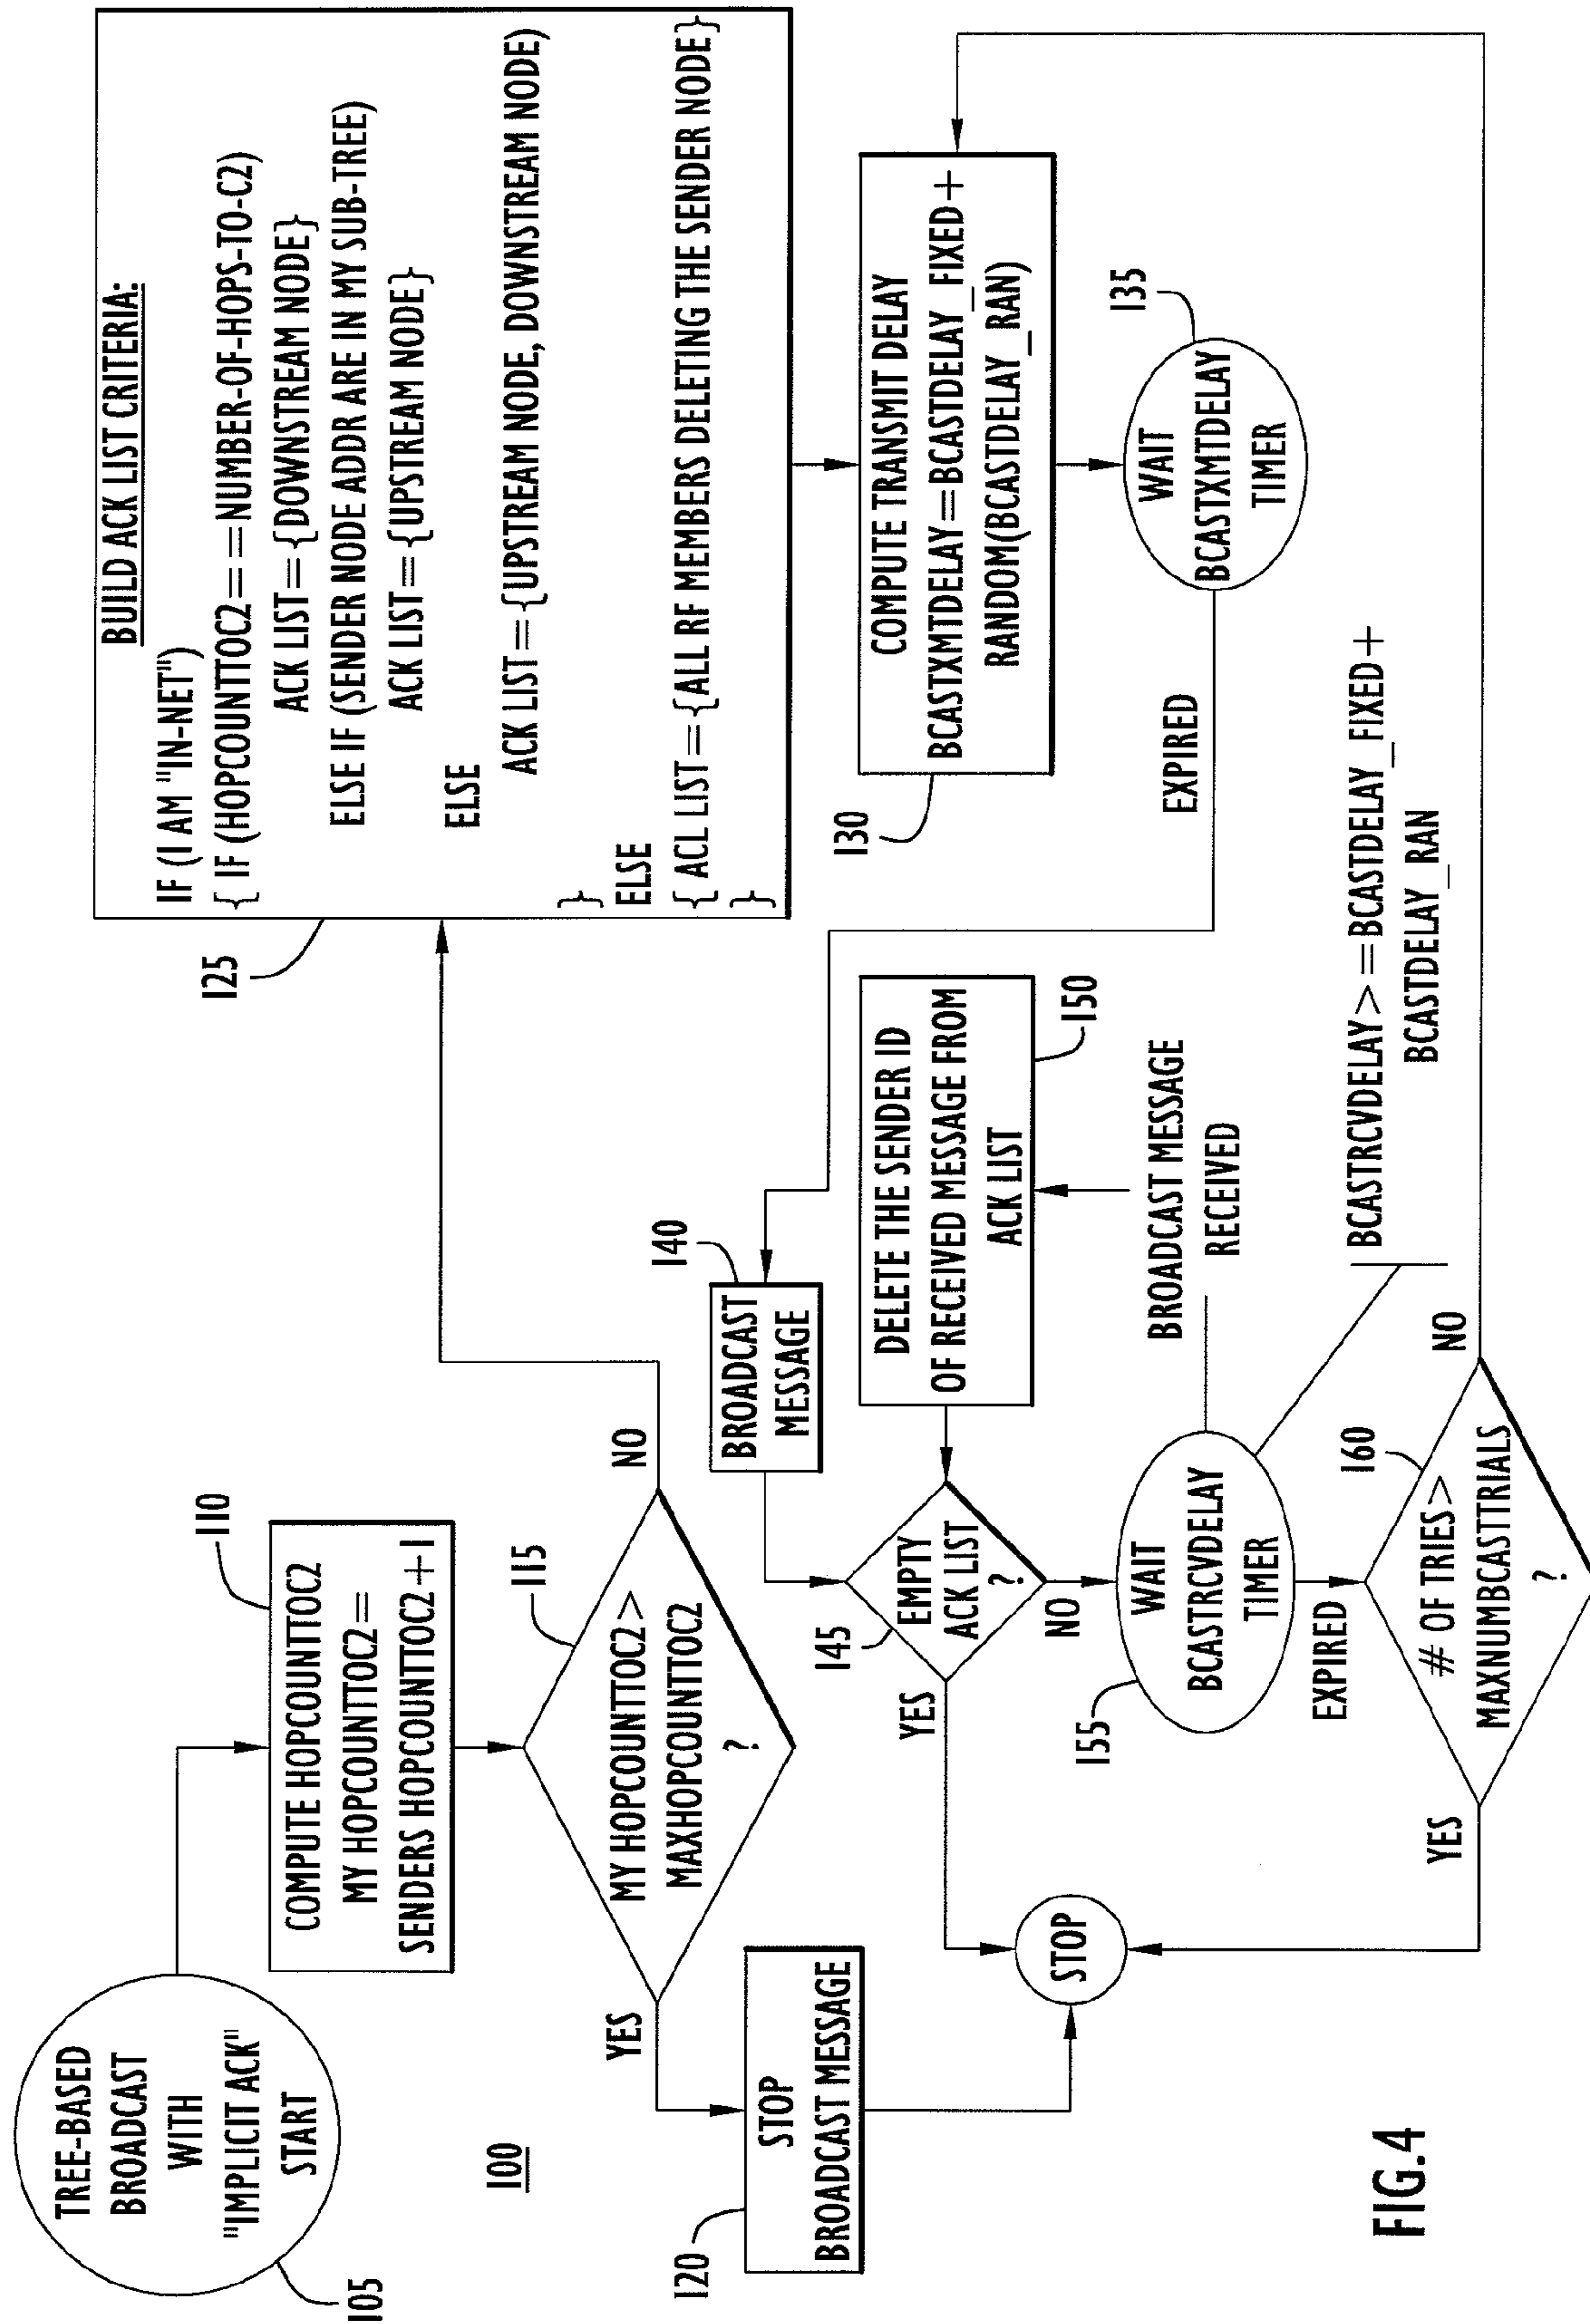 TREE-BASED
BROADCAST
WITH
"IMPLICIT ACK"
START
105
100
COMPUTE HOPCOUNTTOC2
MY HOPCOUNTTOC2=
SENDERS HOPCOUNTTOC2+1
110
MY HOPCOUNTTOC2>
MAXHOPCOUNTTOC2
?
115
YES
NO
STOP
BROADCAST MESSAGE
120
BUILD ACK LIST CRITERIA:
IF (I AM "IN-NET")
{ IF (HOPCOUNTTOC2==NUMBER-OF-HOPS-TO-C2)
ACK LIST={DOWNSTREAM NODE}
ELSE IF (SENDER NODE ADDR ARE IN MY SUB-TREE)
ACK LIST={UPSTREAM NODE}
ELSE
ACK LIST={UPSTREAM NODE, DOWNSTREAM NODE)
}
ELSE
{ ACL LIST={ALL RF MEMBERS DELETING THE SENDER NODE}
}
125
COMPUTE TRANSMIT DELAY
BCASTXMTDELAY=BCASTDELAY_FIXED+
RANDOM(BCASTDELAY_RAN)
130
WAIT
BCASTXMTDELAY
TIMER
135
EXPIRED
BROADCAST
MESSAGE
140
EMPTY
ACK LIST
?
145
YES
NO
DELETE THE SENDER ID
OF RECEIVED MESSAGE FROM
ACK LIST
150
BROADCAST MESSAGE
RECEIVED
WAIT
BCASTRCVDELAY
TIMER
155
BCASTRCVDELAY>=BCASTDELAY_FIXED+
BCASTDELAY_RAN
EXPIRED
# OF TRIES>
MAXNUMBCASTTRIALS
?
160
YES
NO
STOP
FIG.4